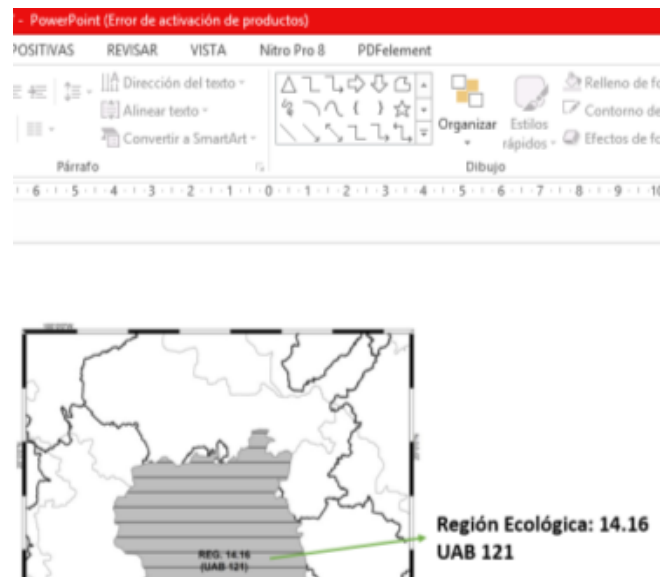 - PowerPoint (Error de activación de productos)
POSITIVAS REVISAR VISTA Nitro Pro 8 PDFelement
Dirección del texto
Alinear texto
Convertir a SmartArt
Organizar
Estilos rápidos
Relleno de fo
Contorno de
Efectos de fo
Párrafo
Dibujo
6 5 4 3 2 1 0 1 2 3 4 5 6 7 8 9 10
REG. 14.16
(UAB 121)
Región Ecológica: 14.16
UAB 121